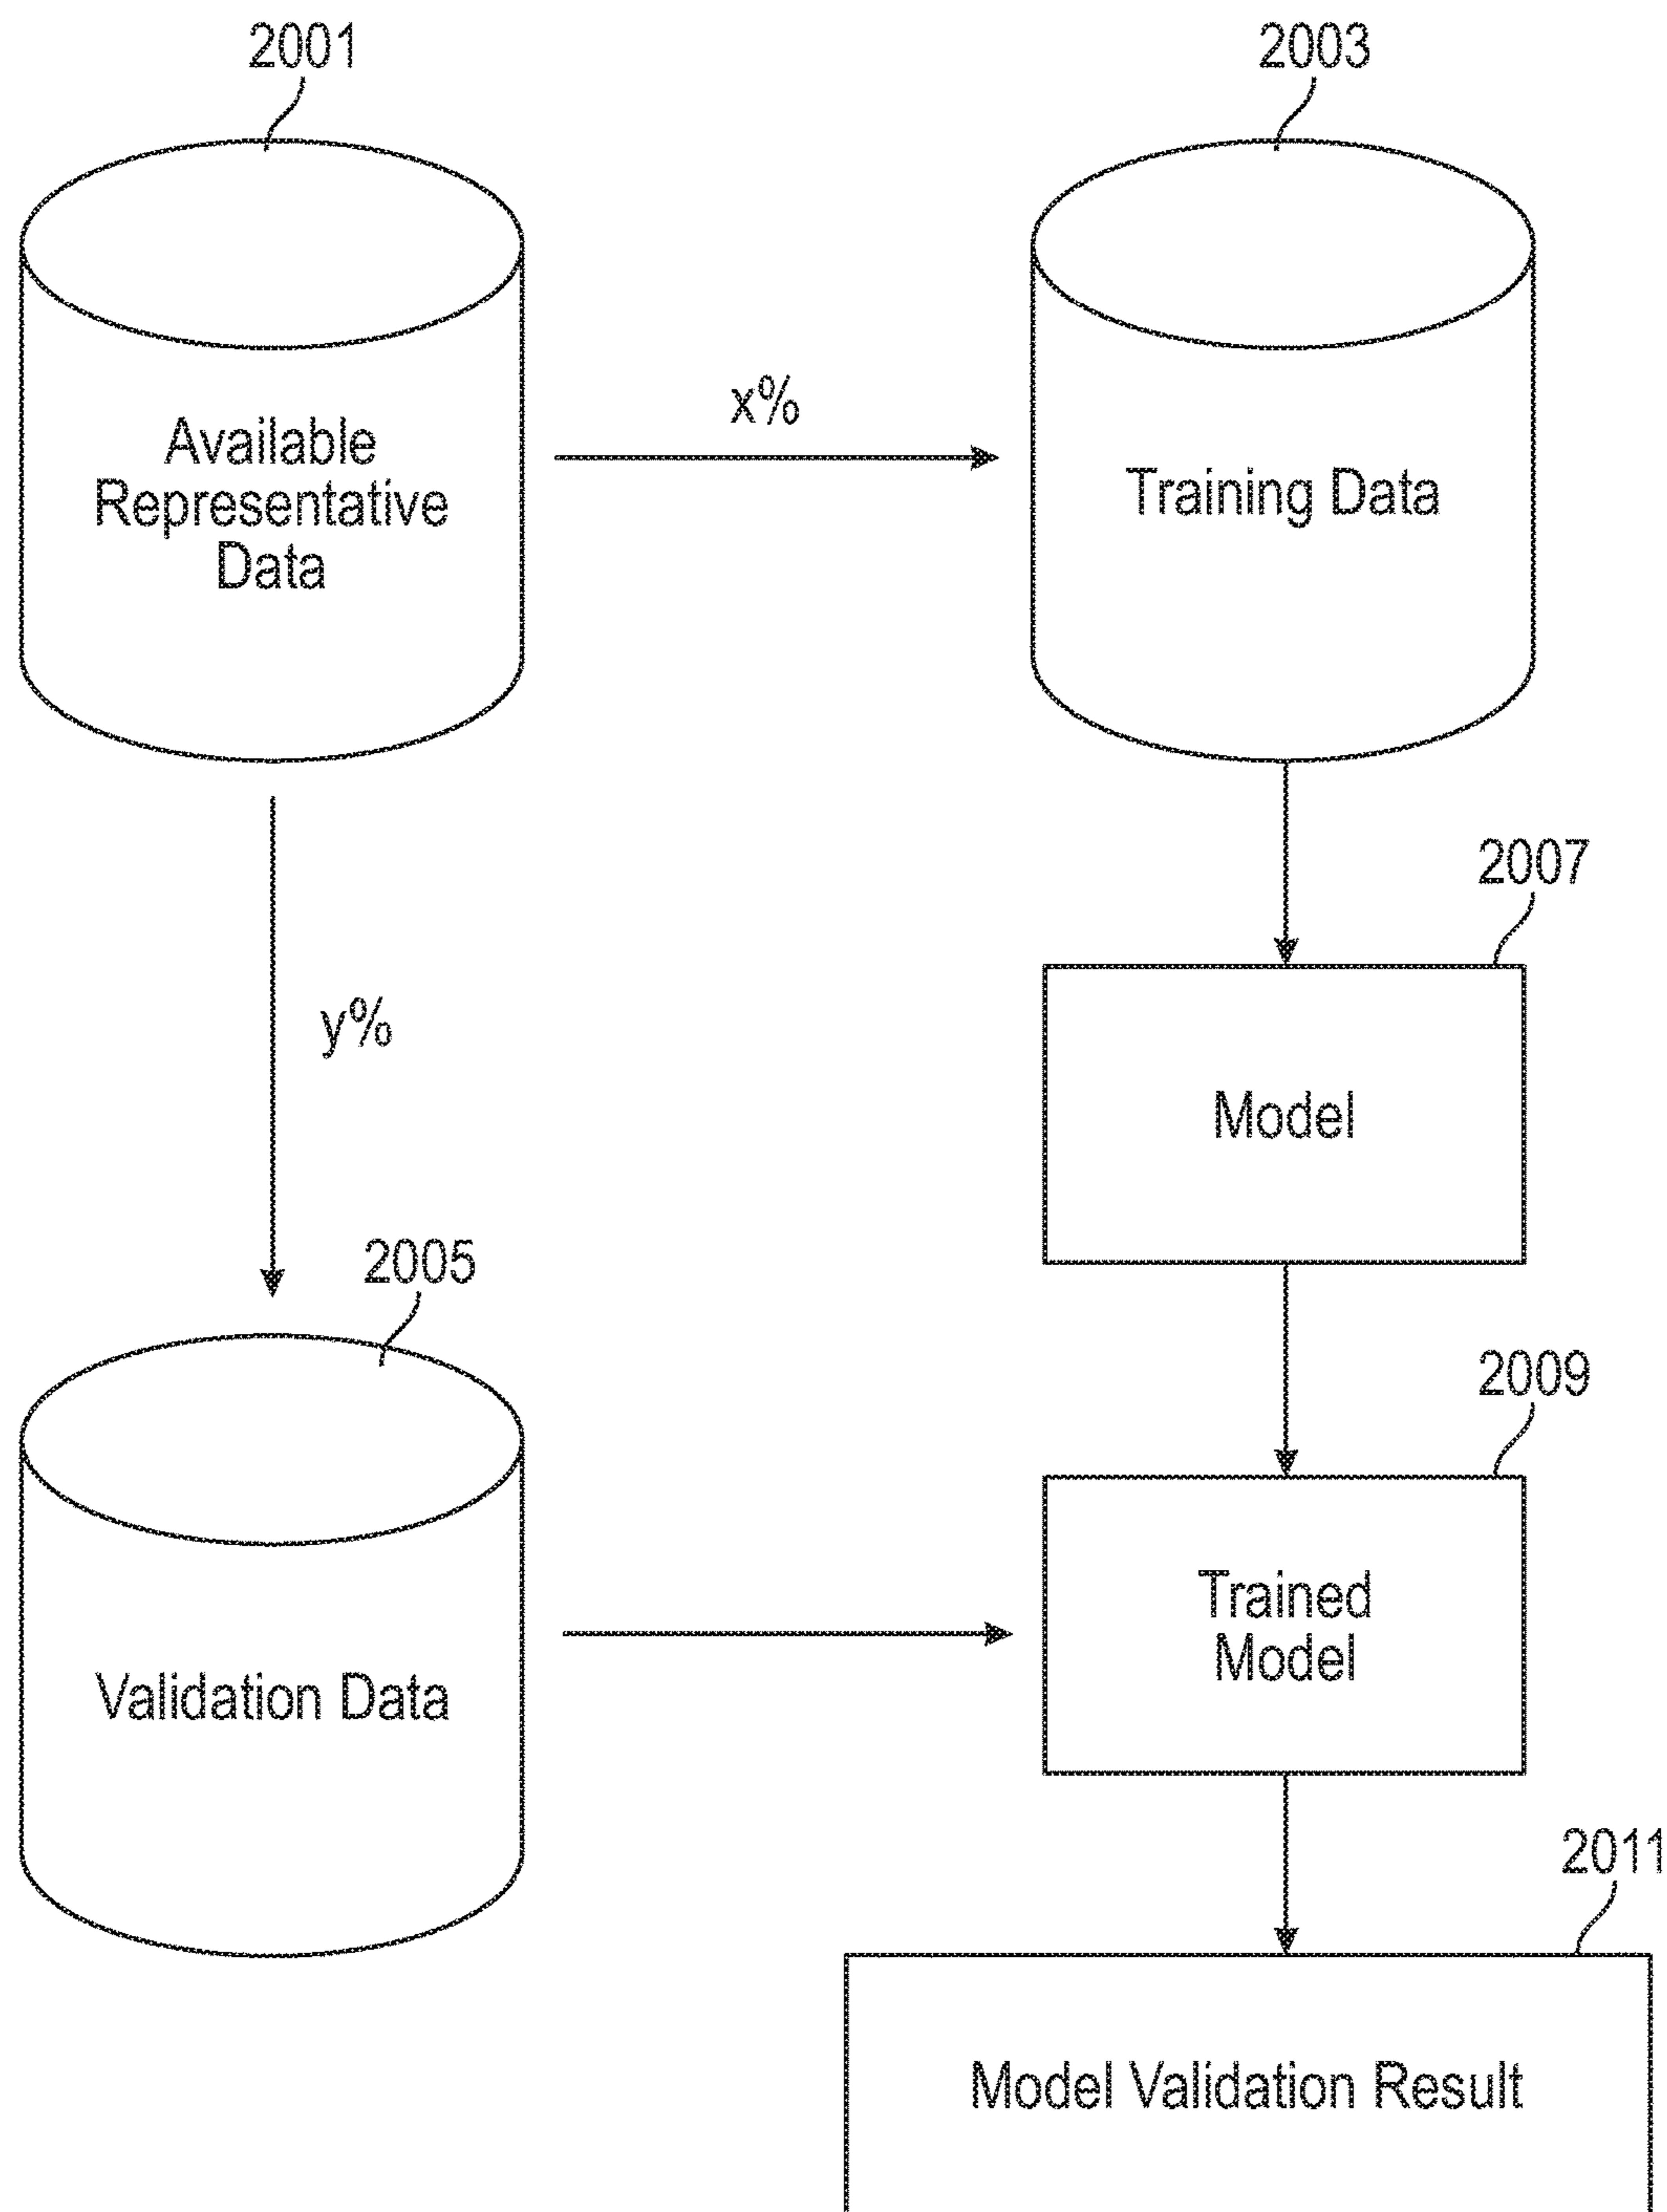 2001
2003
Available
Representative
Data
x%
Training Data
2007
y%
Model
2005
2009
Trained
Model
Validation Data
2011
Model Validation Result